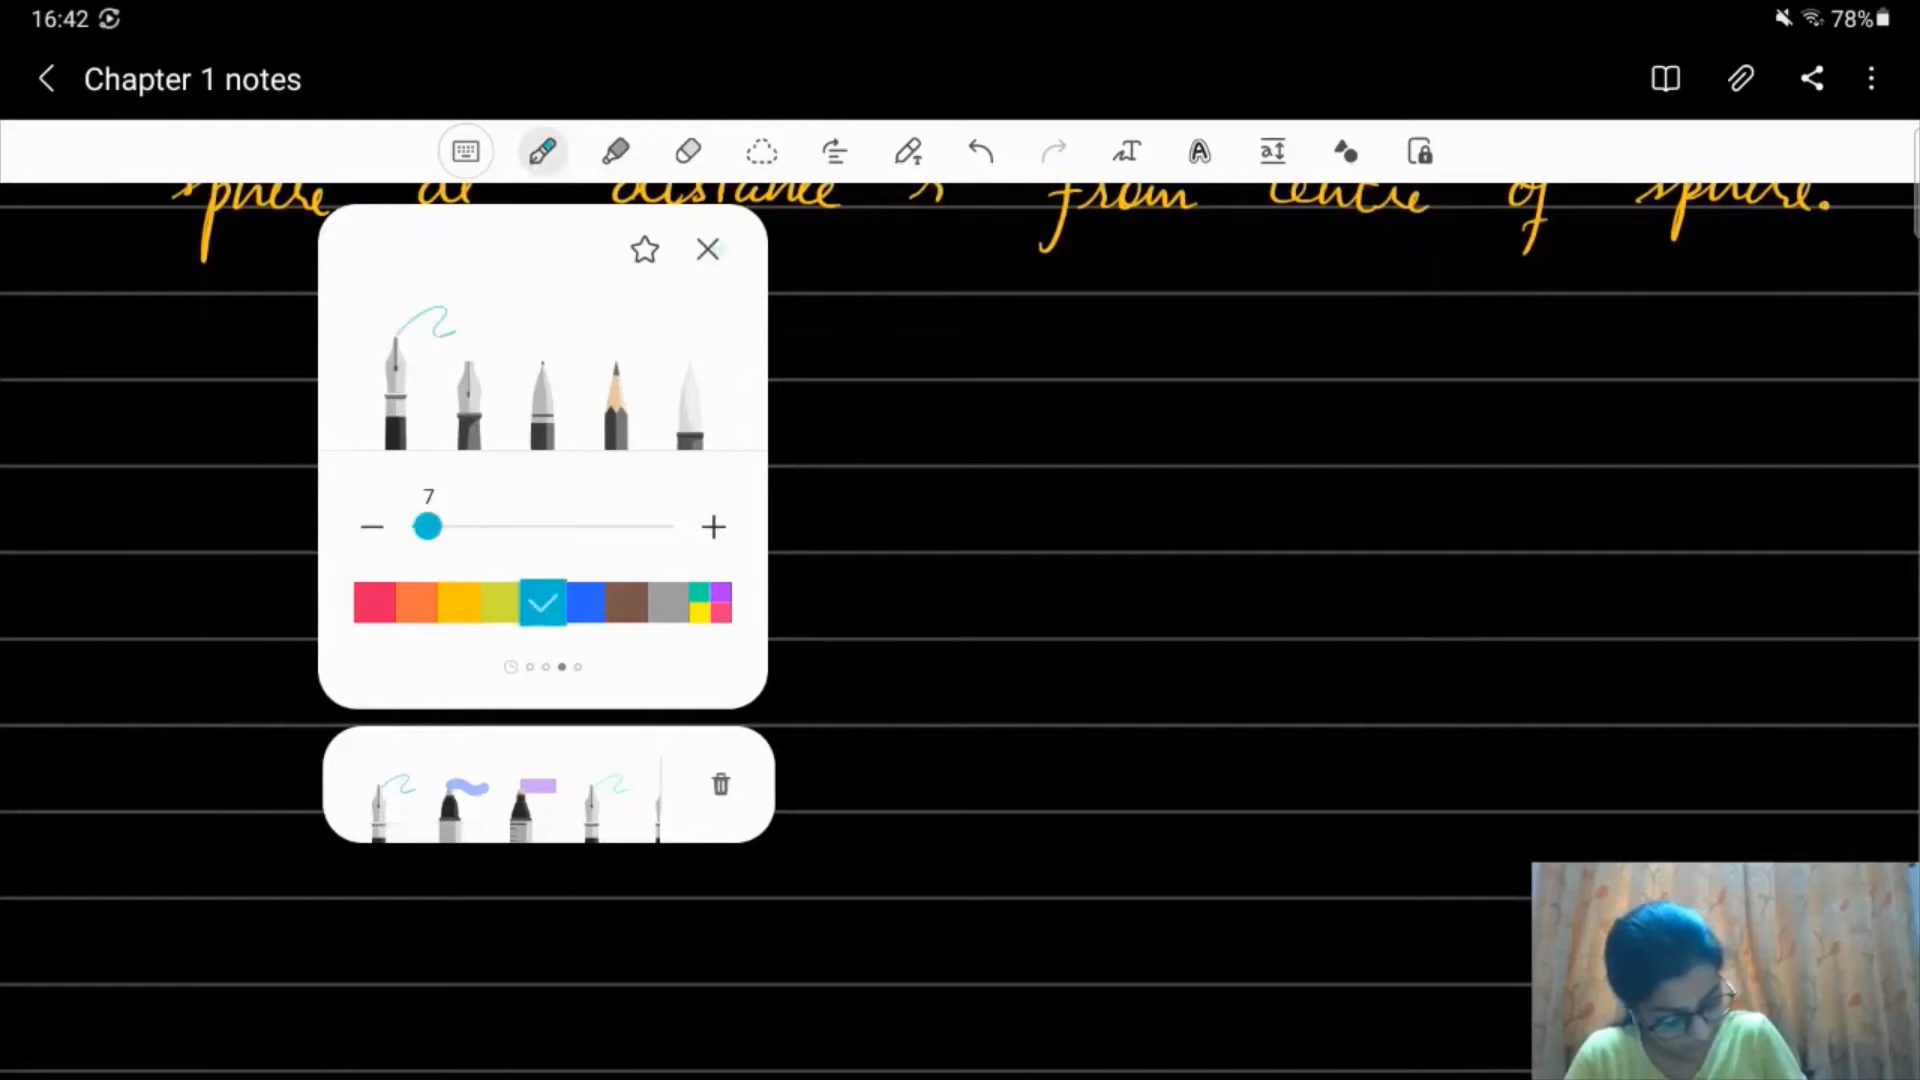 16:42 78%
Chapter 1 notes
sphere at distance r from centre of sphere.
7